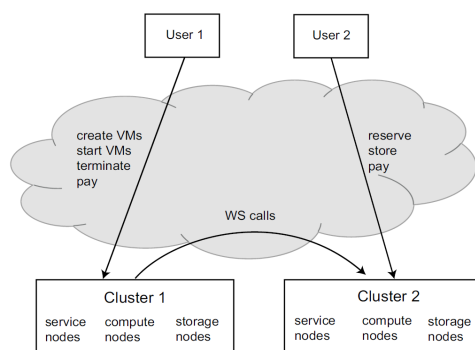 User 1
User 2
create VMs
start VMs
terminate
pay
reserve
store
pay
WS calls
Cluster 1
service nodes
compute nodes
storage nodes
Cluster 2
service nodes
compute nodes
storage nodes